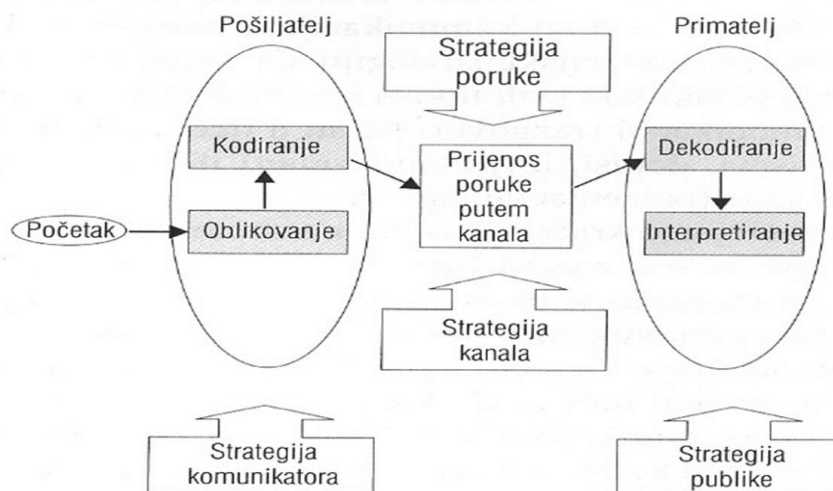 Pošiljatelj
Primatelj
Strategija
poruke
Kodiranje
Prijenos
poruke
putem
kanala
Dekodiranje
Početak
Oblikovanje
Interpretiranje
Strategija
kanala
Strategija
komunikatora
Strategija
publike